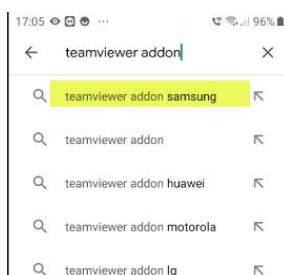 17:05 96%
teamviewer addon
teamviewer addon samsung
teamviewer addon
teamviewer addon huawei
teamviewer addon motorola
teamviewer addon lg